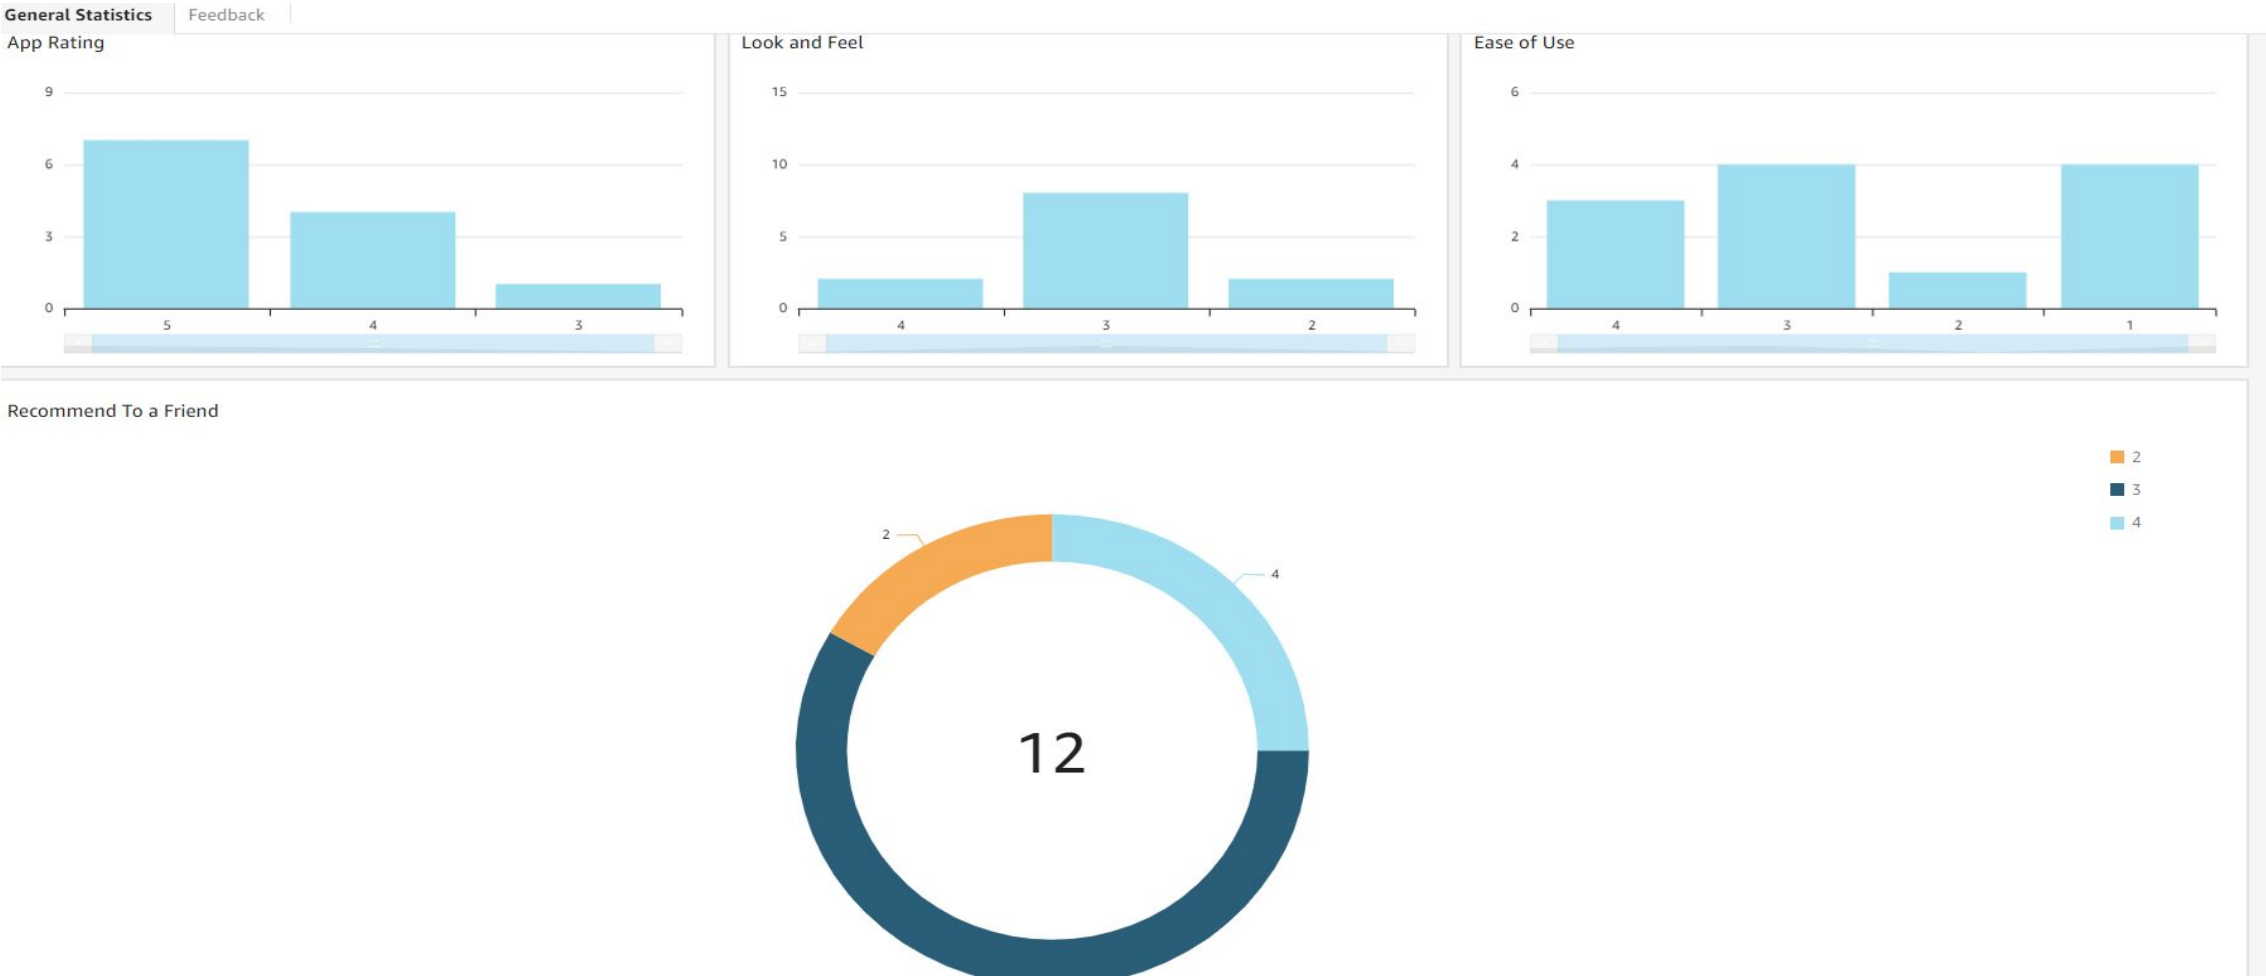 General Statistics Feedback
App Rating
9
6
3
0
5 4 3
Look and Feel
15
10
5
0
4 3 2
Ease of Use
6
4
2
0
4 3 2 1
Recommend To a Friend
2
3
4
2
4
12